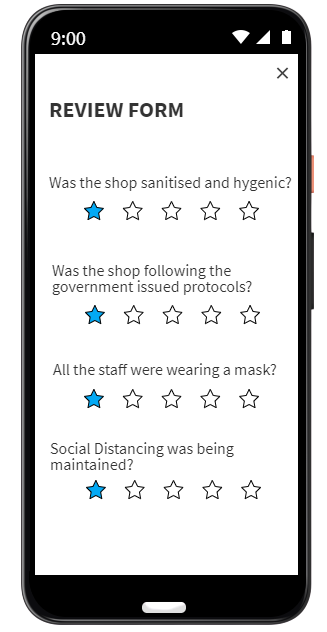 9:00
REVIEW FORM
Was the shop sanitised and hygenic?
Was the shop following the
government issued protocols?
All the staff were wearing a mask?
Social Distancing was being
maintained?